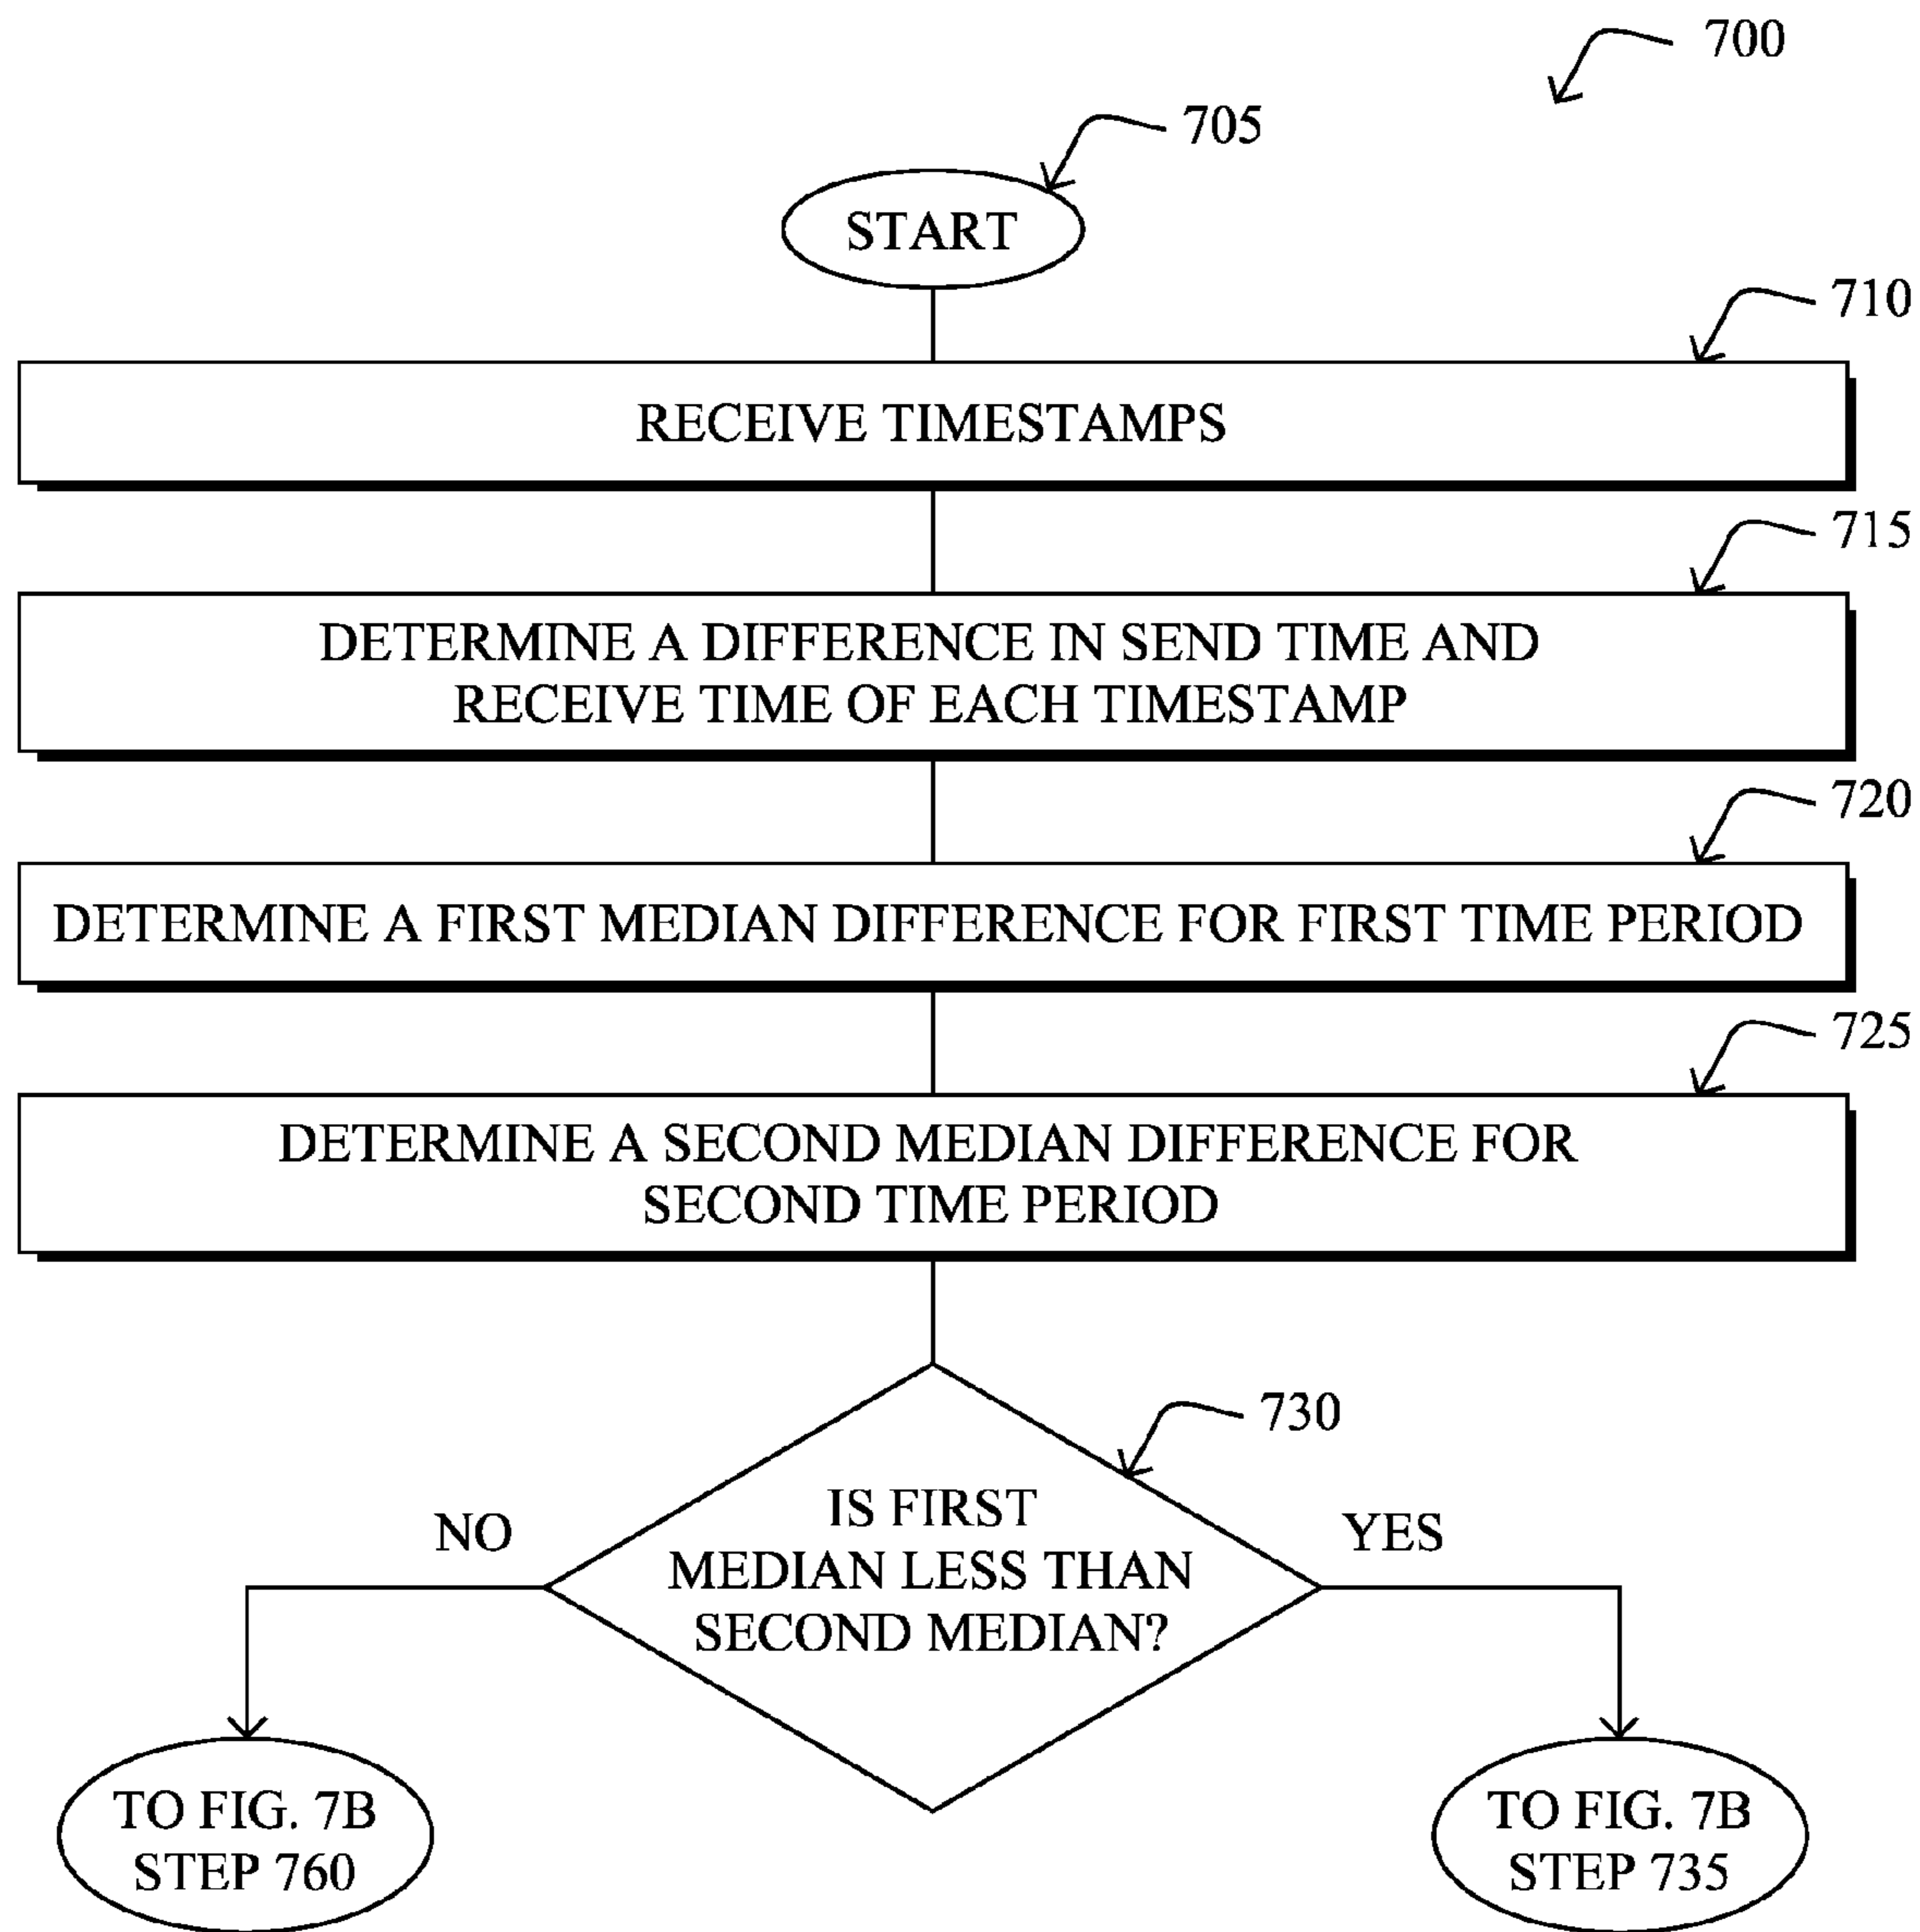 700
705
START
710
RECEIVE TIMESTAMPS
715
DETERMINE A DIFFERENCE IN SEND TIME AND
RECEIVE TIME OF EACH TIMESTAMP
720
DETERMINE A FIRST MEDIAN DIFFERENCE FOR FIRST TIME PERIOD
725
DETERMINE A SECOND MEDIAN DIFFERENCE FOR
SECOND TIME PERIOD
730
IS FIRST
MEDIAN LESS THAN
SECOND MEDIAN?
NO
YES
TO FIG. 7B
STEP 760
TO FIG. 7B
STEP 735